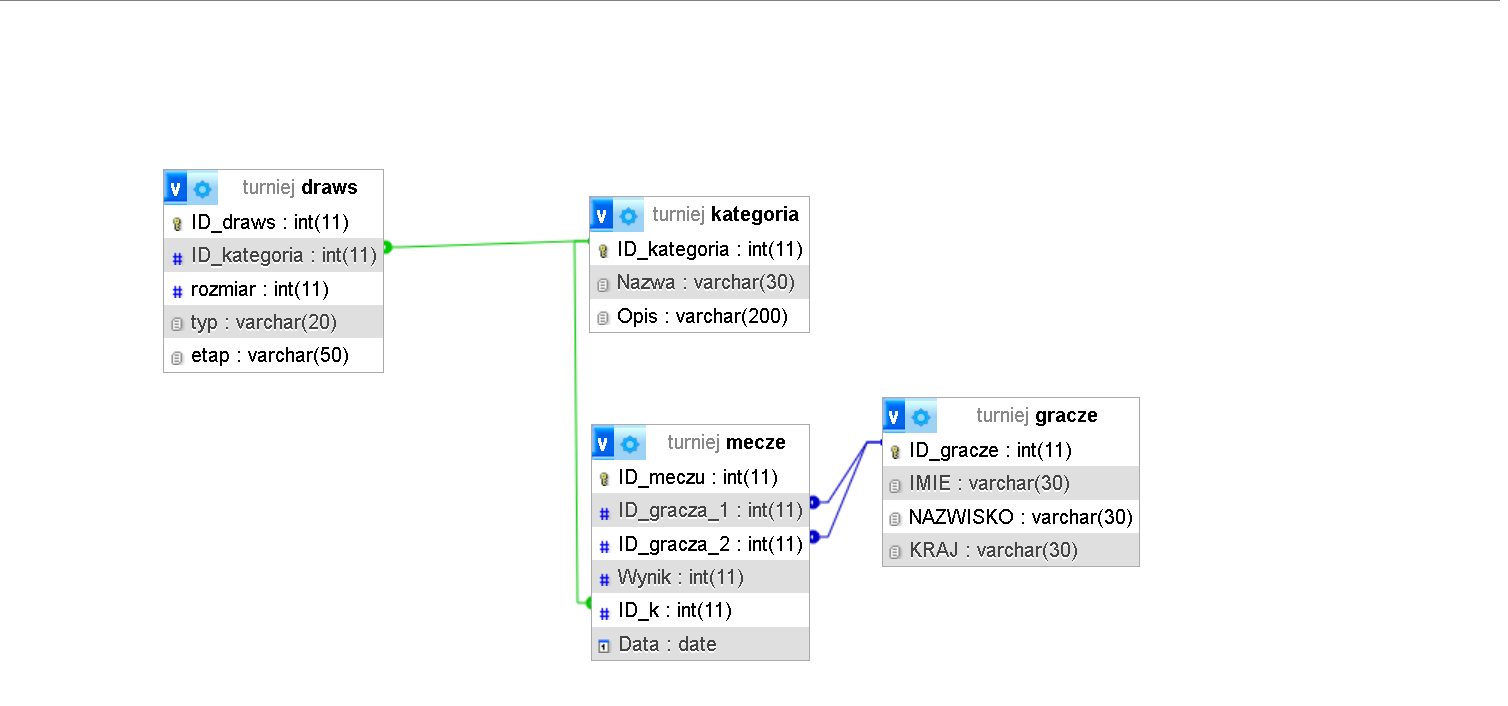 V turniej draws
ID_draws : int(11)
# ID_kategoria : int(11)
# rozmiar : int(11)
typ : varchar(20)
etap : varchar(50)
V turniej kategoria
ID_kategoria : int(11)
Nazwa : varchar(30)
Opis : varchar(200)
V turniej mecze
ID_meczu : int(11)
# ID_gracza_1 : int(11)
# ID_gracza_2 : int(11)
# Wynik : int(11)
# ID_k : int(11)
Data : date
V turniej gracze
ID_gracze : int(11)
IMIE : varchar(30)
NAZWISKO : varchar(30)
KRAJ : varchar(30)